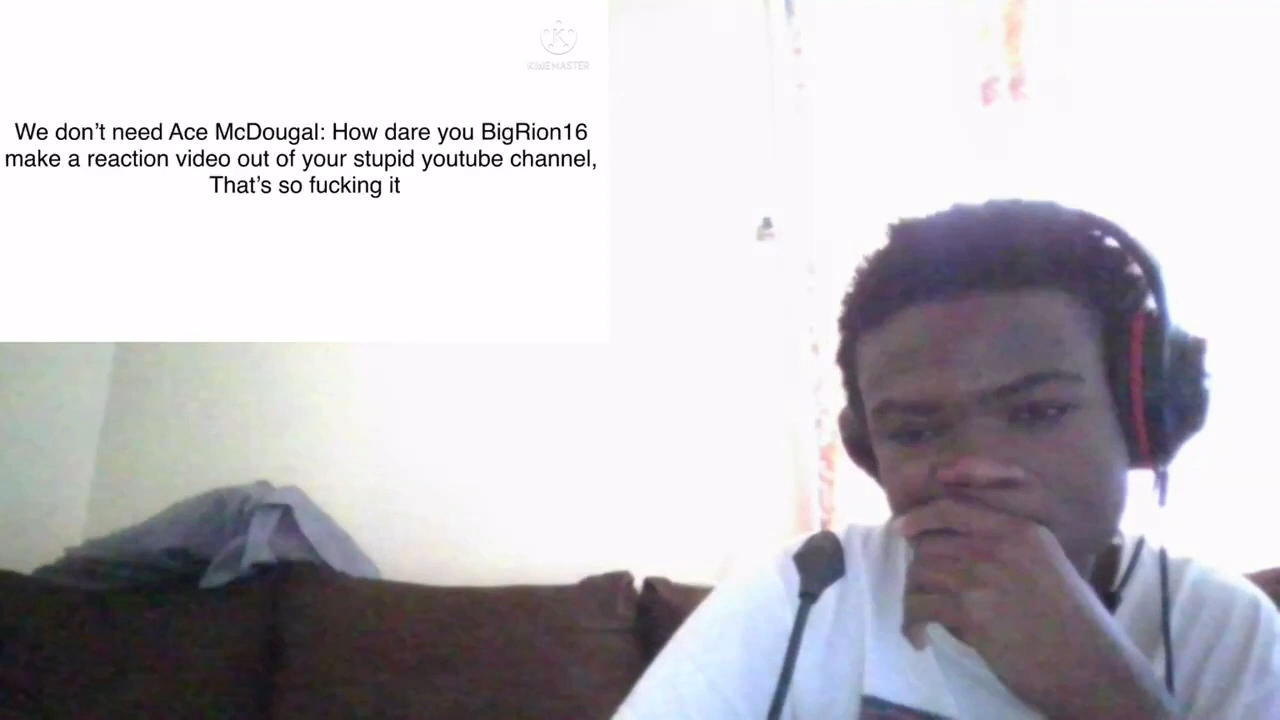 KINEMASTER
We don’t need Ace McDougal: How dare you BigRion16
make a reaction video out of your stupid youtube channel,
That’s so fucking it